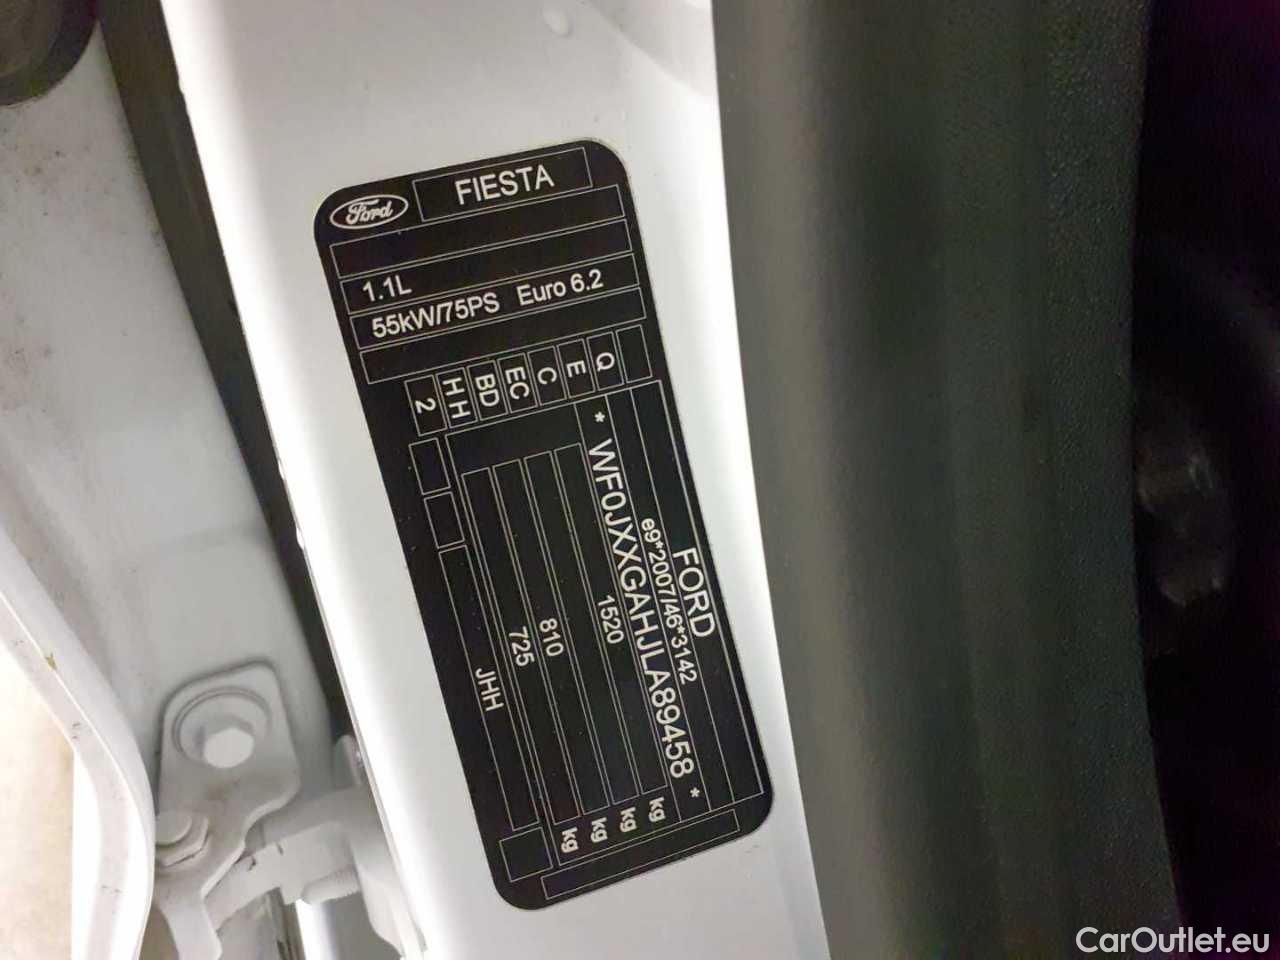 Ford
FIESTA
1.1L
55kW/75PS Euro 6.2
Q
E
C
EC
BD
HH
2
FORD
e9*2007/46*3142
* WF0JXXGAHJLA89458 *
1520 kg
kg
810 kg
725 kg
JHH
CarOutlet.eu